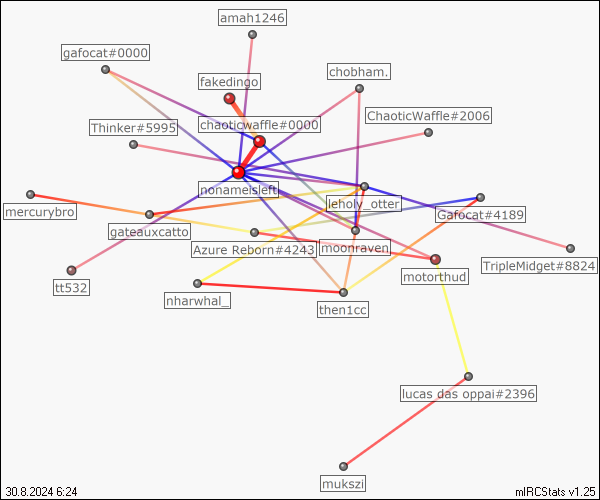 amah1246
gafocat#0000
fakedingo
chobham.
ChaoticWaffle#2006
chaoticwaffle#0000
Thinker#5995
nonameisleft
leholy_otter
mercurybro
Gafocat#4189
gateauxcatto
Azure Reborn#4243
moonraven_
TripleMidget#8824
motorthud
tt532
nharwhal_
then1cc
lucas das oppai#2396
mukszi
30.8.2024 6:24
mIRCStats v1.25